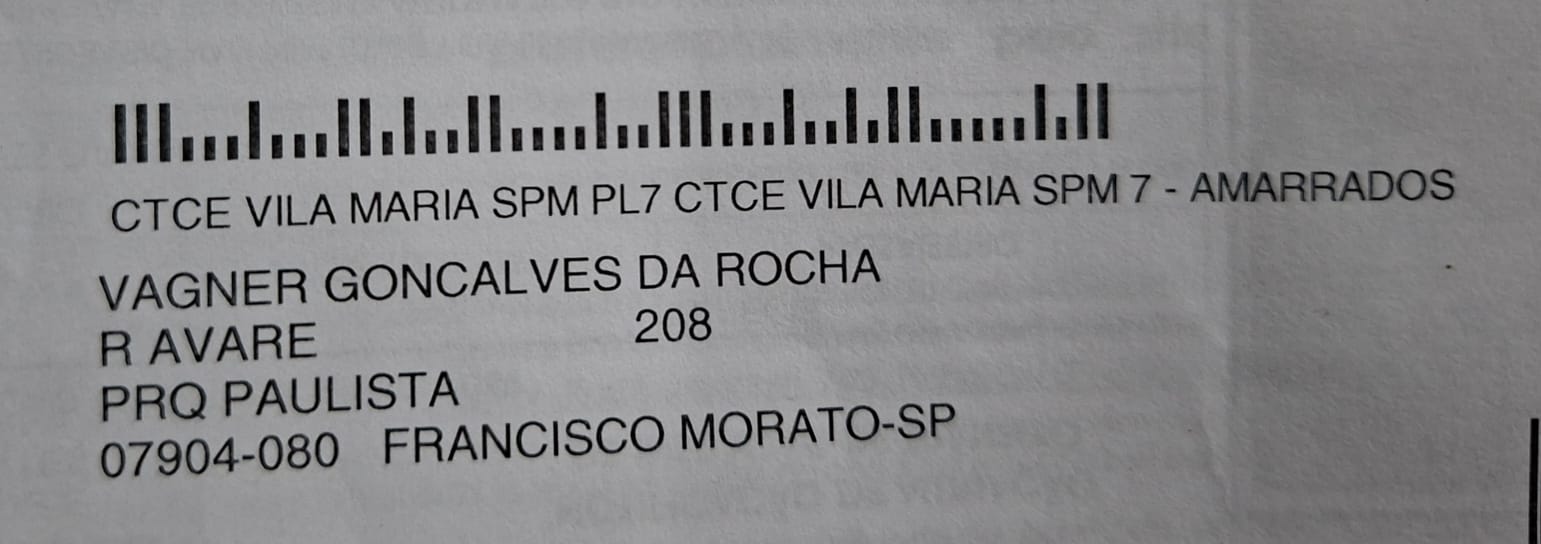 CTCE VILA MARIA SPM PL7 CTCE VILA MARIA SPM 7 - AMARRADOS
VAGNER GONCALVES DA ROCHA
R AVARE 208
PRQ PAULISTA
07904-080 FRANCISCO MORATO-SP